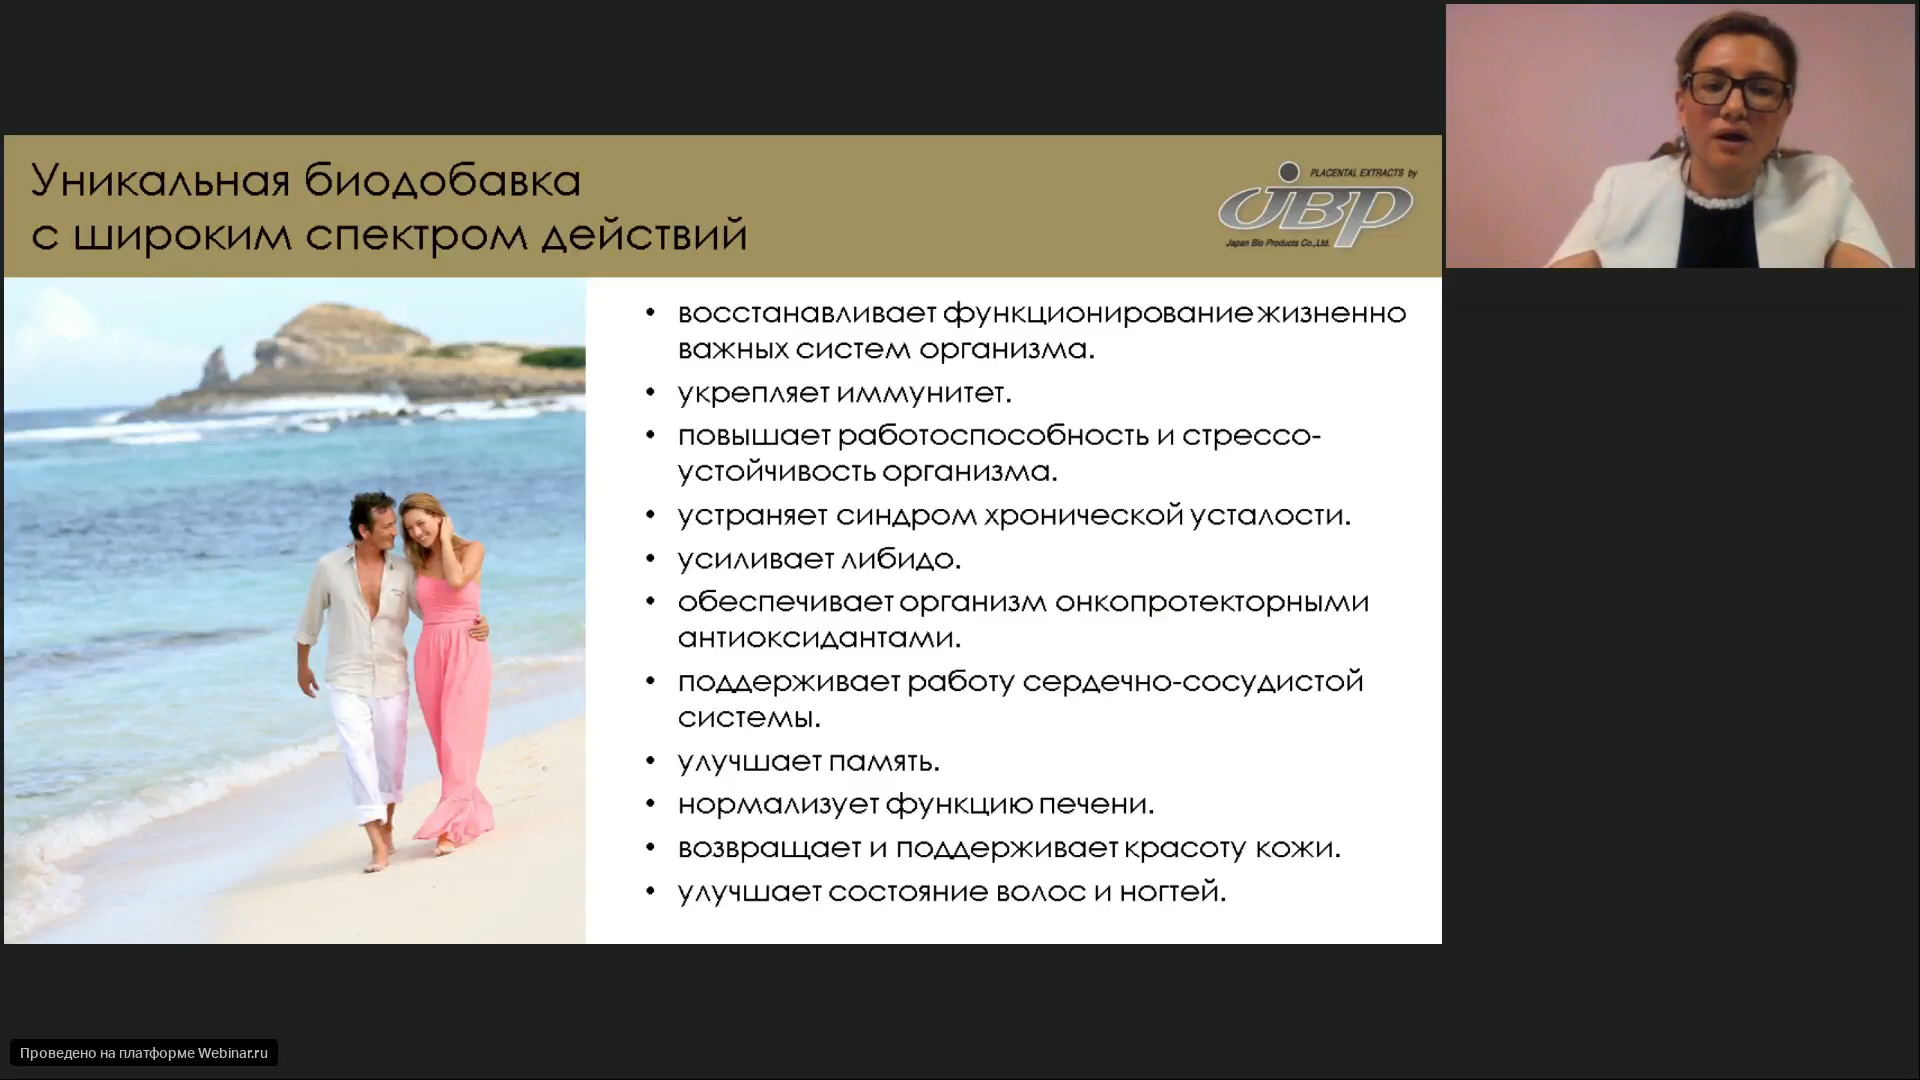 Уникальная биодобавка
с широким спектром действий
PLACENTAL EXTRACTS by
JBP
Japan Bio Products Co.,Ltd.
• восстанавливает функционирование жизненно
важных систем организма.
• укрепляет иммунитет.
• повышает работоспособность и стрессо-
устойчивость организма.
• устраняет синдром хронической усталости.
• усиливает либидо.
• обеспечивает организм онкопротекторными
антиоксидантами.
• поддерживает работу сердечно-сосудистой
системы.
• улучшает память.
• нормализует функцию печени.
• возвращает и поддерживает красоту кожи.
• улучшает состояние волос и ногтей.
Проведено на платформе Webinar.ru